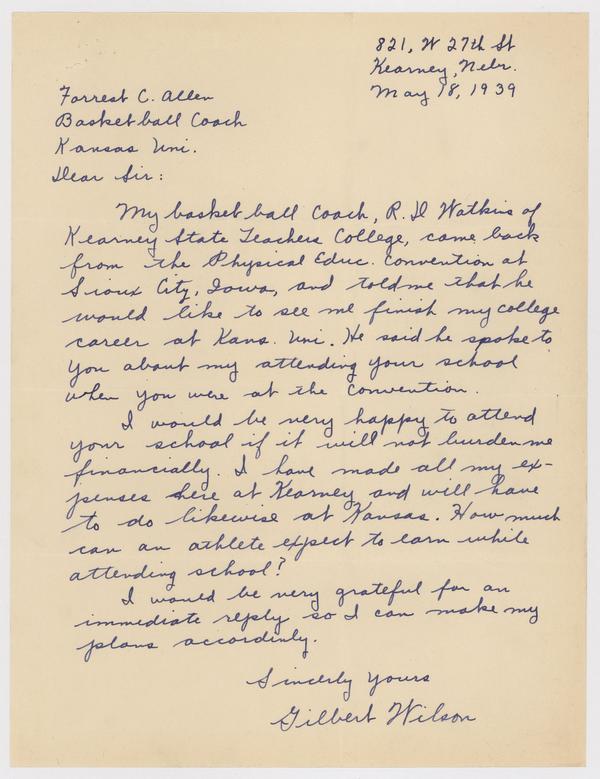 821, W 27th St
Kearney, Nebr.
May 18, 1939
Forrest C. Allen
Basketball Coach
Kansas Uni.
Dear Sir:
My basket ball Coach, R. D Watkins of
Kearney State Teachers College, came back
from the Physical Educ. Convention at
Sioux City, Iowa, and told me that he
would like to see me finish my college
career at Kans. Uni. He said he spoke to
you about my attending your school
when you were at the Convention.
I would be very happy to attend
your school if it will not burden me
financially. I have made all my ex-
penses here at Kearney and will have
to do likewise at Kansas. How much
can an athlete expect to earn while
attending school?
I would be very grateful for an
immediate reply so I can make my
plans accordinly.
Sincerly yours
Gilbert Wilson